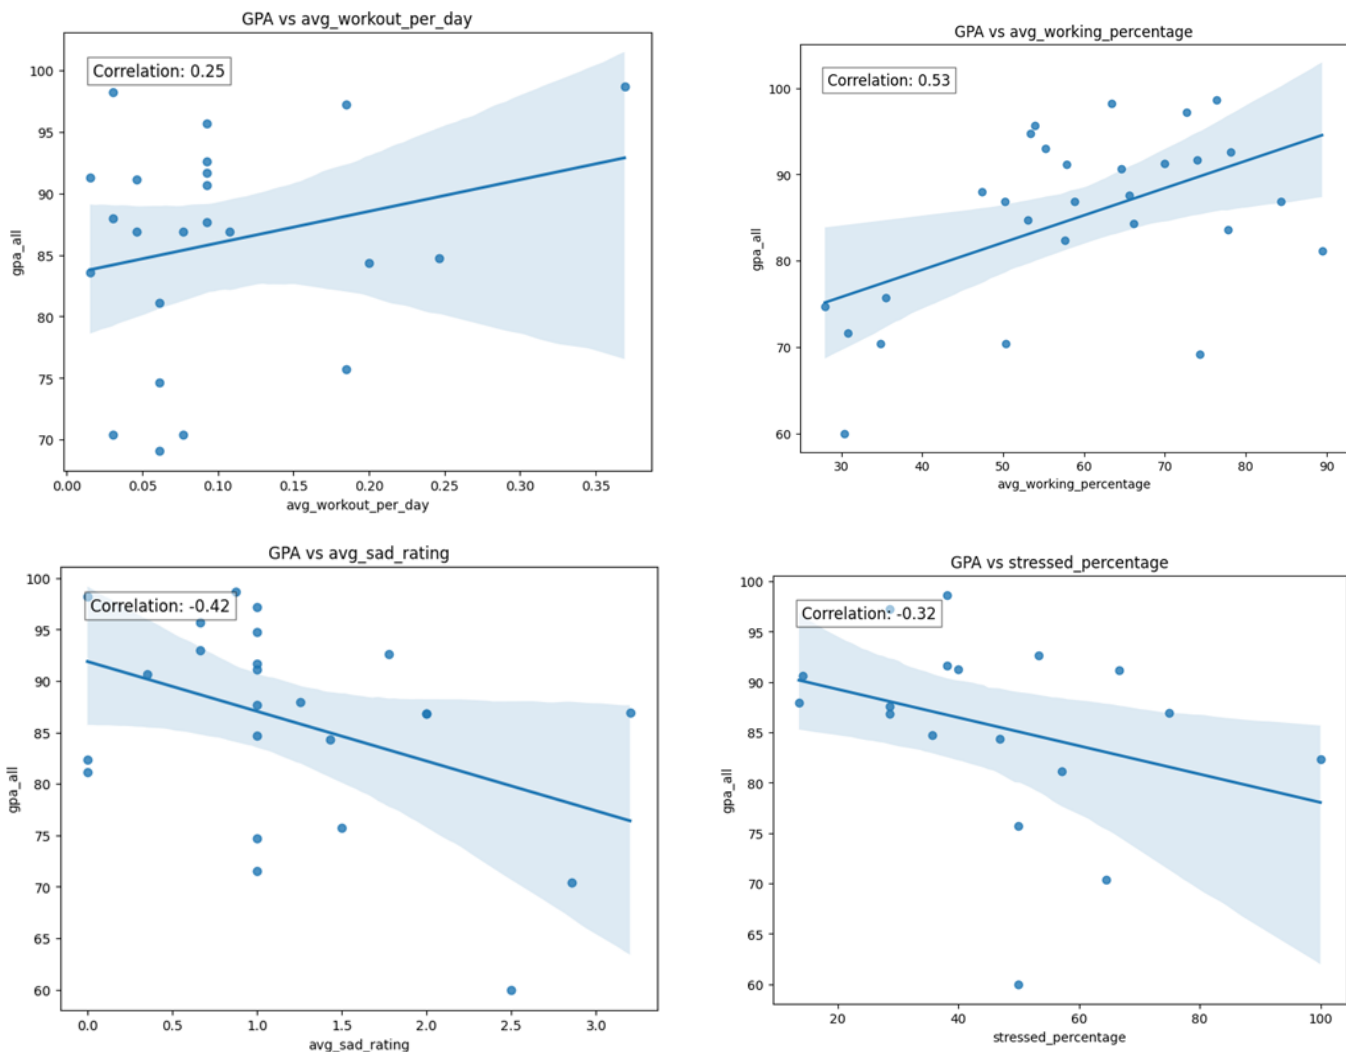 GPA vs avg_workout_per_day
Correlation: 0.25
gpa_all
100
95
90
85
80
75
70
0.00 0.05 0.10 0.15 0.20 0.25 0.30 0.35
avg_workout_per_day
GPA vs avg_working_percentage
Correlation: 0.53
gpa_all
100
90
80
70
60
30 40 50 60 70 80 90
avg_working_percentage
GPA vs avg_sad_rating
Correlation: -0.42
gpa_all
100
95
90
85
80
75
70
65
60
0.0 0.5 1.0 1.5 2.0 2.5 3.0
avg_sad_rating
GPA vs stressed_percentage
Correlation: -0.32
gpa_all
100
95
90
85
80
75
70
65
60
20 40 60 80 100
stressed_percentage